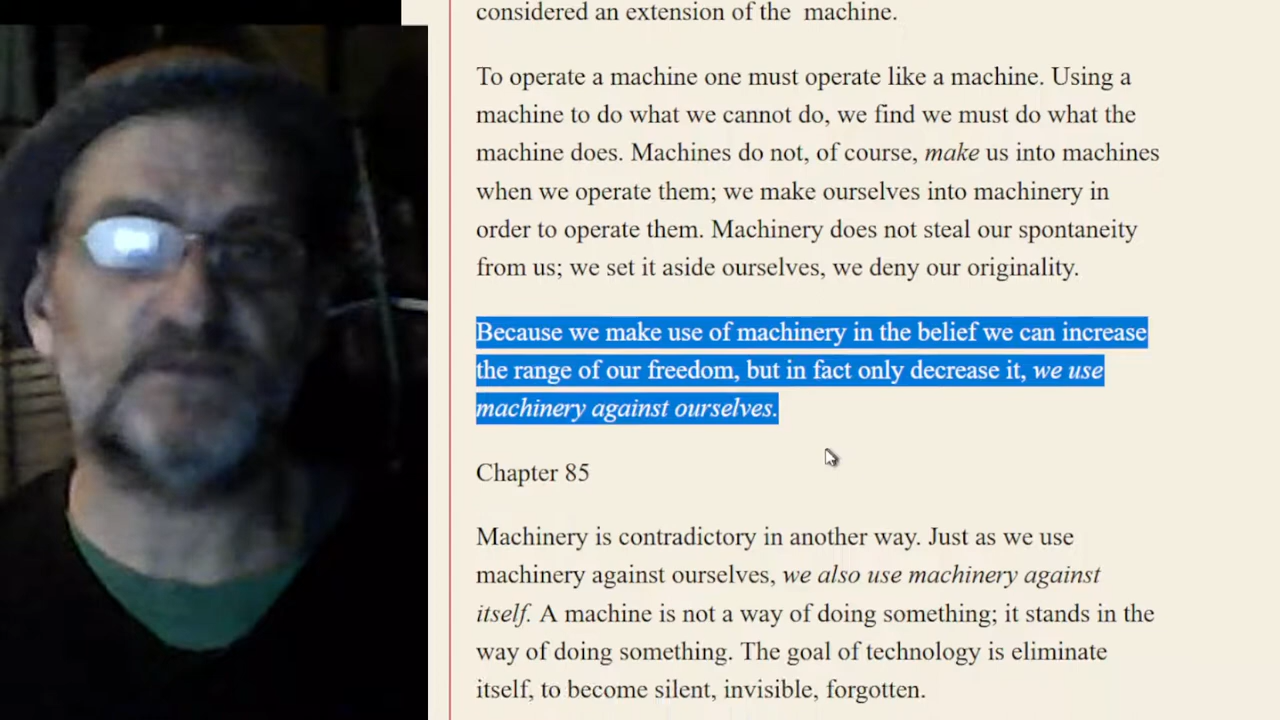 considered an extension of the machine.
To operate a machine one must operate like a machine. Using a
machine to do what we cannot do, we find we must do what the
machine does. Machines do not, of course, make us into machines
when we operate them; we make ourselves into machinery in
order to operate them. Machinery does not steal our spontaneity
from us; we set it aside ourselves, we deny our originality.
Because we make use of machinery in the belief we can increase
the range of our freedom, but in fact only decrease it, we use
machinery against ourselves.
Chapter 85
Machinery is contradictory in another way. Just as we use
machinery against ourselves, we also use machinery against
itself. A machine is not a way of doing something; it stands in the
way of doing something. The goal of technology is eliminate
itself, to become silent, invisible, forgotten.